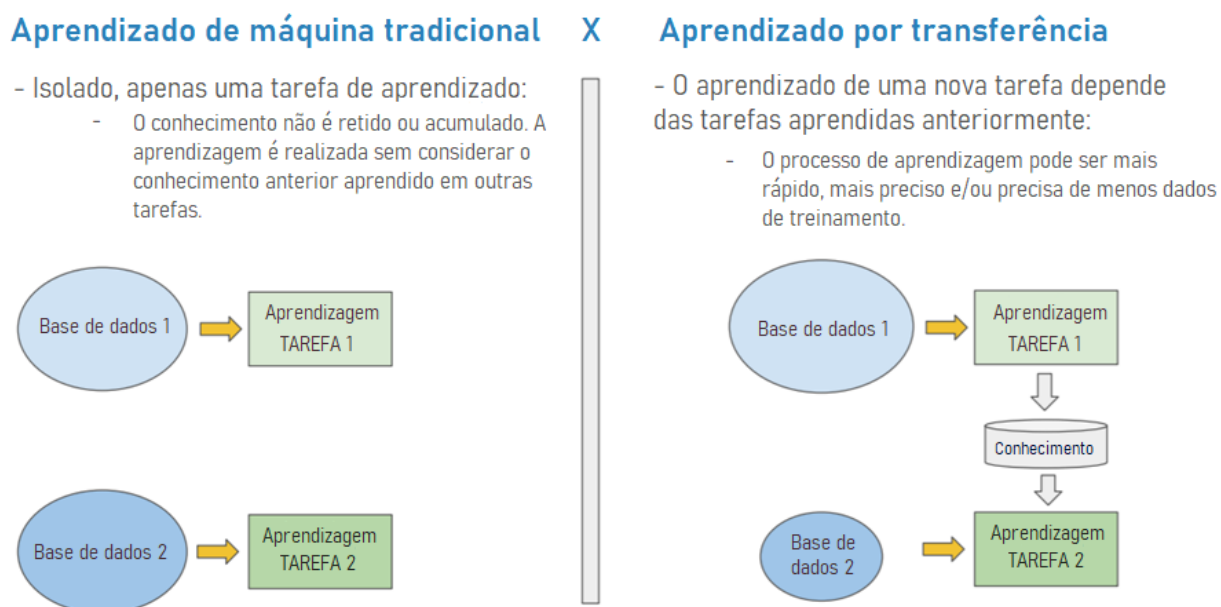 Aprendizado de máquina tradicional X Aprendizado por transferência
- Isolado, apenas uma tarefa de aprendizado:
- O conhecimento não é retido ou acumulado. A
aprendizagem é realizada sem considerar o
conhecimento anterior aprendido em outras
tarefas.
Base de dados 1
Aprendizagem
TAREFA 1
Base de dados 2
Aprendizagem
TAREFA 2
- O aprendizado de uma nova tarefa depende
das tarefas aprendidas anteriormente:
- O processo de aprendizagem pode ser mais
rápido, mais preciso e/ou precisa de menos dados
de treinamento.
Base de dados 1
Aprendizagem
TAREFA 1
Conhecimento
Base de
dados 2
Aprendizagem
TAREFA 2